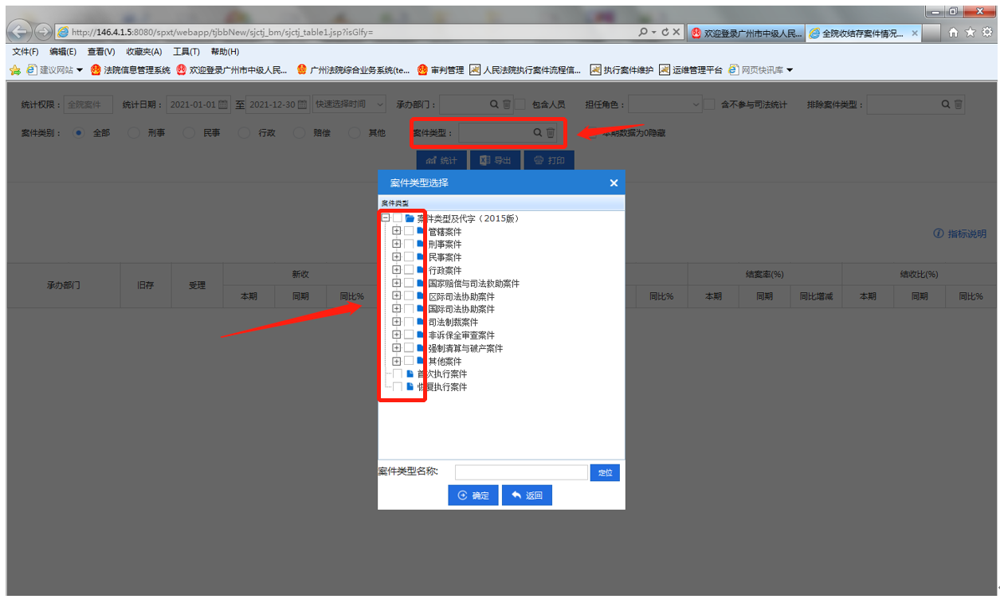 http://146.4.1.5:8080/spxt/webapp/tjbbNew/sjctj_bm/sjctj_table1.jsp?isGlfy=
欢迎登录广州市中级人民...
全院收结存案件情况...
文件(F) 编辑(E) 查看(V) 收藏夹(A) 工具(T) 帮助(H)
建议网站 法院信息管理系统 欢迎登录广州市中级人民... 广州法院综合业务系统(te... 审判管理 人民法院执行案件流程信... 执行案件维护 运维管理平台 网页快讯库
统计权限： 全院案件 统计日期： 2021-01-01 至 2021-12-30 快速选择时间 承办部门： 包含人员 担任角色： 含不参与司法统计 排除案件类型：
案件类别： 全部 刑事 民事 行政 赔偿 其他 案件类型： 本期数据为0隐藏
统计 导出 打印
案件类型选择
案件类型
案件类型及代字（2015版）
管辖案件
刑事案件
民事案件
行政案件
国家赔偿与司法救助案件
区际司法协助案件
国际司法协助案件
司法制裁案件
非诉保全审查案件
强制清算与破产案件
其他案件
首次执行案件
恢复执行案件
案件类型名称: 定位
确定 返回
指标说明
承办部门 旧存 受理 新收 结案率(%) 结收比(%)
本期 同期 同比% 同比% 本期 同期 同比增减 本期 同期 同比%